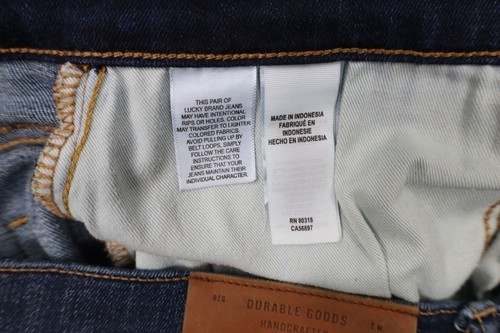 THIS PAIR OF
LUCKY BRAND JEANS
MAY HAVE INTENTIONAL
RIPS OR HOLES. COLOR
MAY TRANSFER TO LIGHTER
COLORED FABRICS.
AVOID PULLING UP BY
BELT LOOPS, SIMPLY
FOLLOW THE CARE
INSTRUCTIONS TO
ENSURE THAT YOUR
JEANS MAINTAIN THEIR
INDIVIDUAL CHARACTER.
MADE IN INDONESIA
FABRIQUÉ EN
INDONESIE
HECHO EN INDONESIA
RN 80318
CA56897
REG. DURABLE GOODS T.M.
HANDCRAFTED